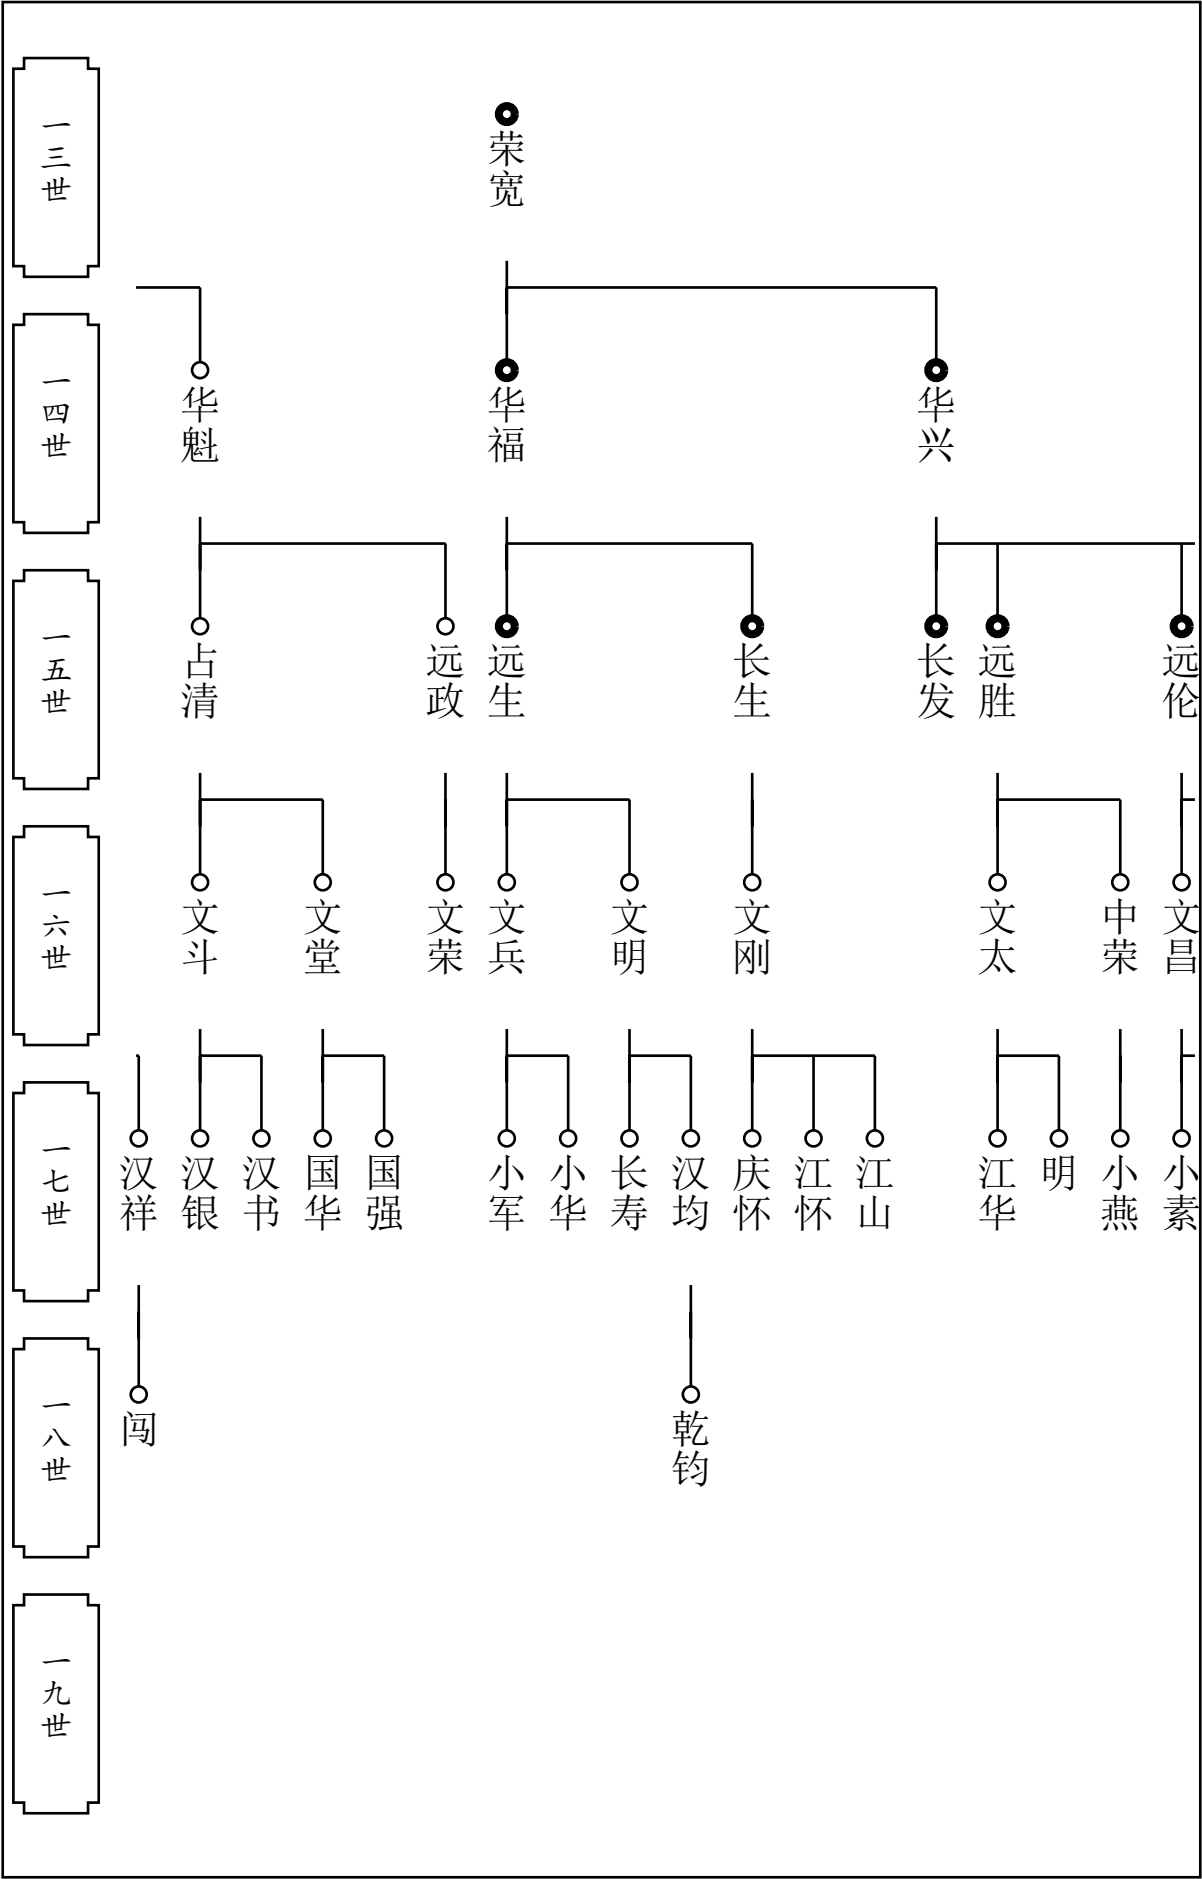 一三世
荣宽
一四世
华魁
华福
华兴
一五世
占清
远政
远生
长生
长发
远胜
远伦
一六世
文斗
文堂
文荣
文兵
文明
文刚
文太
中荣
文昌
一七世
汉祥
汉银
汉书
国华
国强
小军
小华
长寿
汉均
庆怀
江怀
江山
江华
明
小燕
小素
一八世
闯
乾钧
一九世